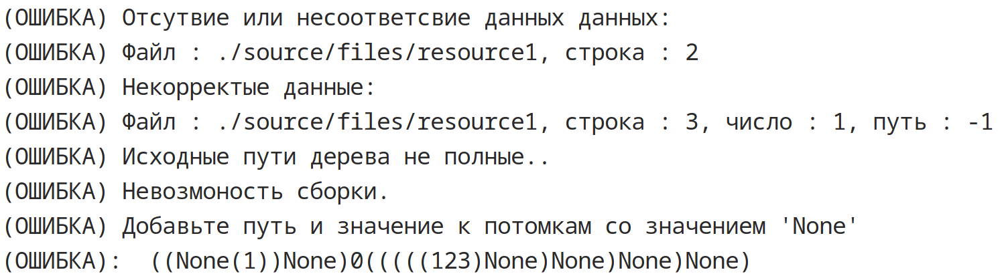 (ОШИБКА) Отсутвие или несоответсвие данных данных:
(ОШИБКА) Файл : ./source/files/resource1, строка : 2
(ОШИБКА) Некорректые данные:
(ОШИБКА) Файл : ./source/files/resource1, строка : 3, число : 1, путь : -1
(ОШИБКА) Исходные пути дерева не полные..
(ОШИБКА) Невозмоность сборки.
(ОШИБКА) Добавьте путь и значение к потомкам со значением 'None'
(ОШИБКА):  ((None(1))None)0(((((123)None)None)None)None)